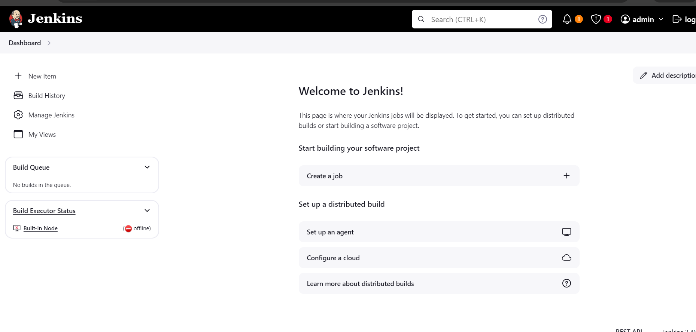 Jenkins
Search (CTRL+K)
admin
log
Dashboard
New Item
Build History
Manage Jenkins
My Views
Build Queue
No builds in the queue.
Build Executor Status
Built-In Node
(offline)
Add descriptio
Welcome to Jenkins!
This page is where your Jenkins jobs will be displayed. To get started, you can set up distributed
builds or start building a software project.
Start building your software project
Create a job
Set up a distributed build
Set up an agent
Configure a cloud
Learn more about distributed builds
REST API